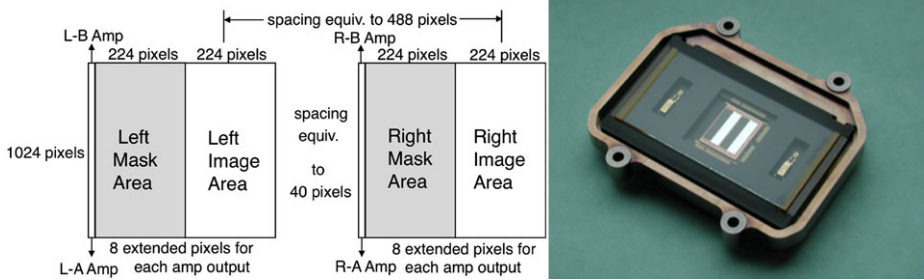 spacing equiv. to 488 pixels
L-B Amp
R-B Amp
224 pixels
224 pixels
224 pixels
224 pixels
1024 pixels
Left
Mask
Area
Left
Image
Area
spacing
equiv.
to
40 pixels
Right
Mask
Area
Right
Image
Area
8 extended pixels for
each amp output
8 extended pixels for
each amp output
L-A Amp
R-A Amp